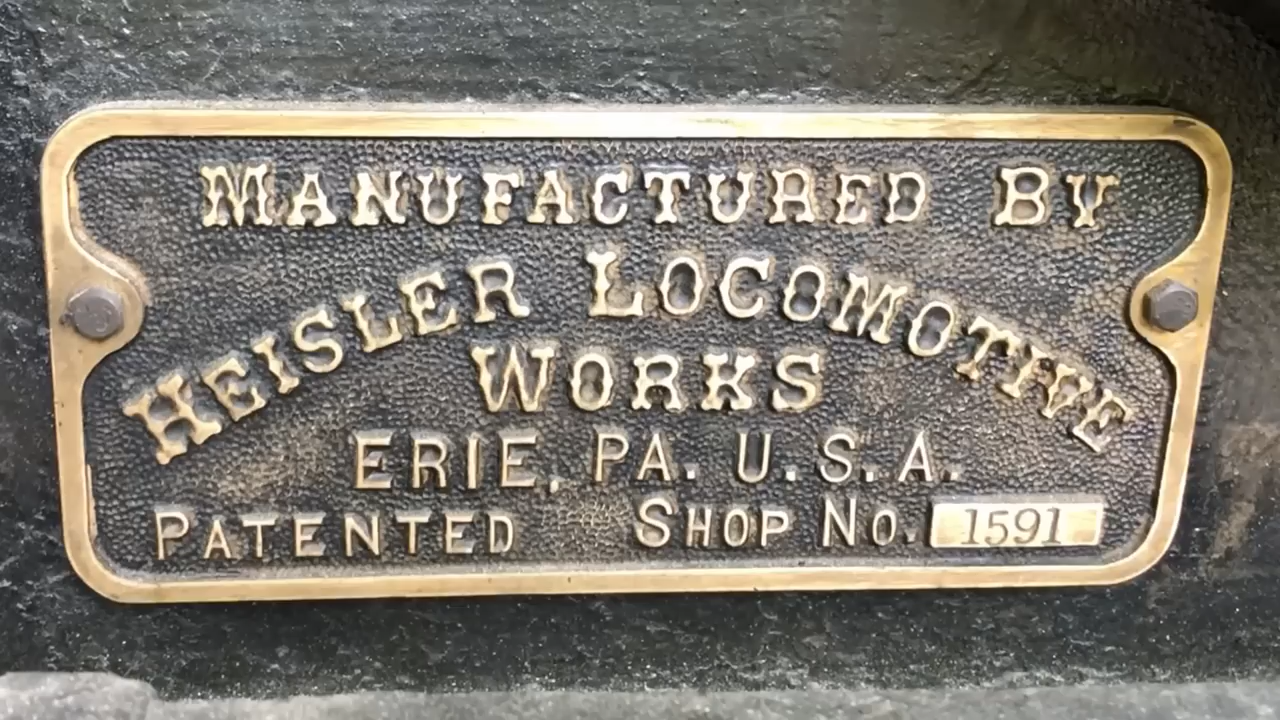 MANUFACTURED BY
HEISLER LOCOMOTIVE
WORKS
ERIE, PA. U.S.A.
PATENTED SHOP NO. 1591